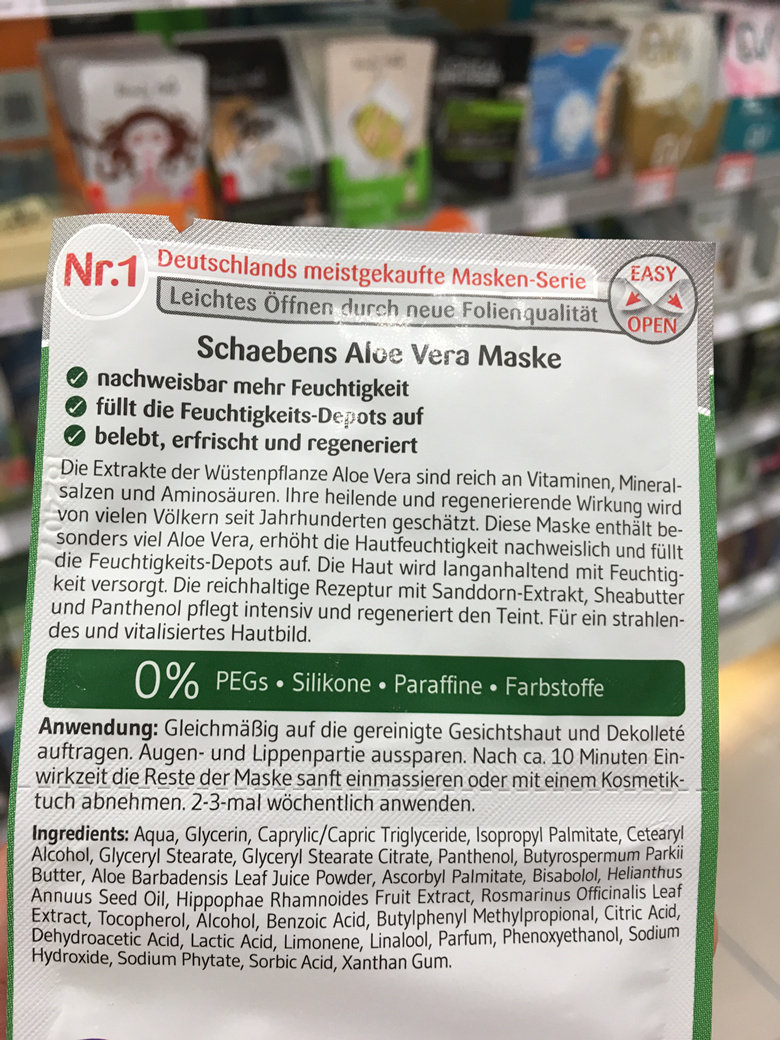 Nr.1
Deutschlands meistgekaufte Masken-Serie
Leichtes Öffnen durch neue Folienqualität
EASY
OPEN
Schaebens Aloe Vera Maske
nachweisbar mehr Feuchtigkeit
füllt die Feuchtigkeits-Depots auf
belebt, erfrischt und regeneriert
Die Extrakte der Wüstenpflanze Aloe Vera sind reich an Vitaminen, Mineral-
salzen und Aminosäuren. Ihre heilende und regenerierende Wirkung wird
von vielen Völkern seit Jahrhunderten geschätzt. Diese Maske enthält be-
sonders viel Aloe Vera, erhöht die Hautfeuchtigkeit nachweislich und füllt
die Feuchtigkeits-Depots auf. Die Haut wird langanhaltend mit Feuchtig-
keit versorgt. Die reichhaltige Rezeptur mit Sanddorn-Extrakt, Sheabutter
und Panthenol pflegt intensiv und regeneriert den Teint. Für ein strahlen-
des und vitalisiertes Hautbild.
0% PEGs • Silikone • Paraffine • Farbstoffe
Anwendung: Gleichmäßig auf die gereinigte Gesichtshaut und Dekolleté
auftragen. Augen- und Lippenpartie aussparen. Nach ca. 10 Minuten Ein-
wirkzeit die Reste der Maske sanft einmassieren oder mit einem Kosmetik-
tuch abnehmen. 2-3-mal wöchentlich anwenden.
Ingredients: Aqua, Glycerin, Caprylic/Capric Triglyceride, Isopropyl Palmitate, Cetearyl
Alcohol, Glyceryl Stearate, Glyceryl Stearate Citrate, Panthenol, Butyrospermum Parkii
Butter, Aloe Barbadensis Leaf Juice Powder, Ascorbyl Palmitate, Bisabolol, Helianthus
Annuus Seed Oil, Hippophae Rhamnoides Fruit Extract, Rosmarinus Officinalis Leaf
Extract, Tocopherol, Alcohol, Benzoic Acid, Butylphenyl Methylpropional, Citric Acid,
Dehydroacetic Acid, Lactic Acid, Limonene, Linalool, Parfum, Phenoxyethanol, Sodium
Hydroxide, Sodium Phytate, Sorbic Acid, Xanthan Gum.